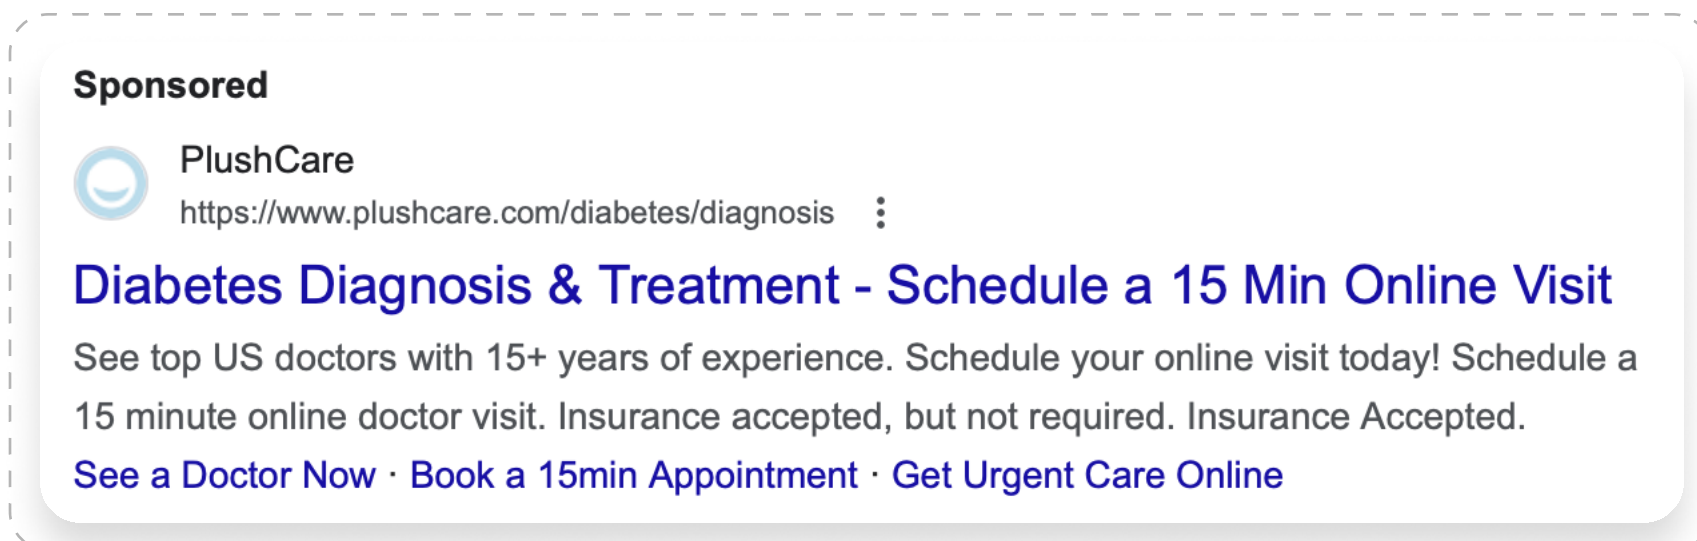 Sponsored
PlushCare
https://www.plushcare.com/diabetes/diagnosis
Diabetes Diagnosis & Treatment - Schedule a 15 Min Online Visit
See top US doctors with 15+ years of experience. Schedule your online visit today! Schedule a
15 minute online doctor visit. Insurance accepted, but not required. Insurance Accepted.
See a Doctor Now · Book a 15min Appointment · Get Urgent Care Online